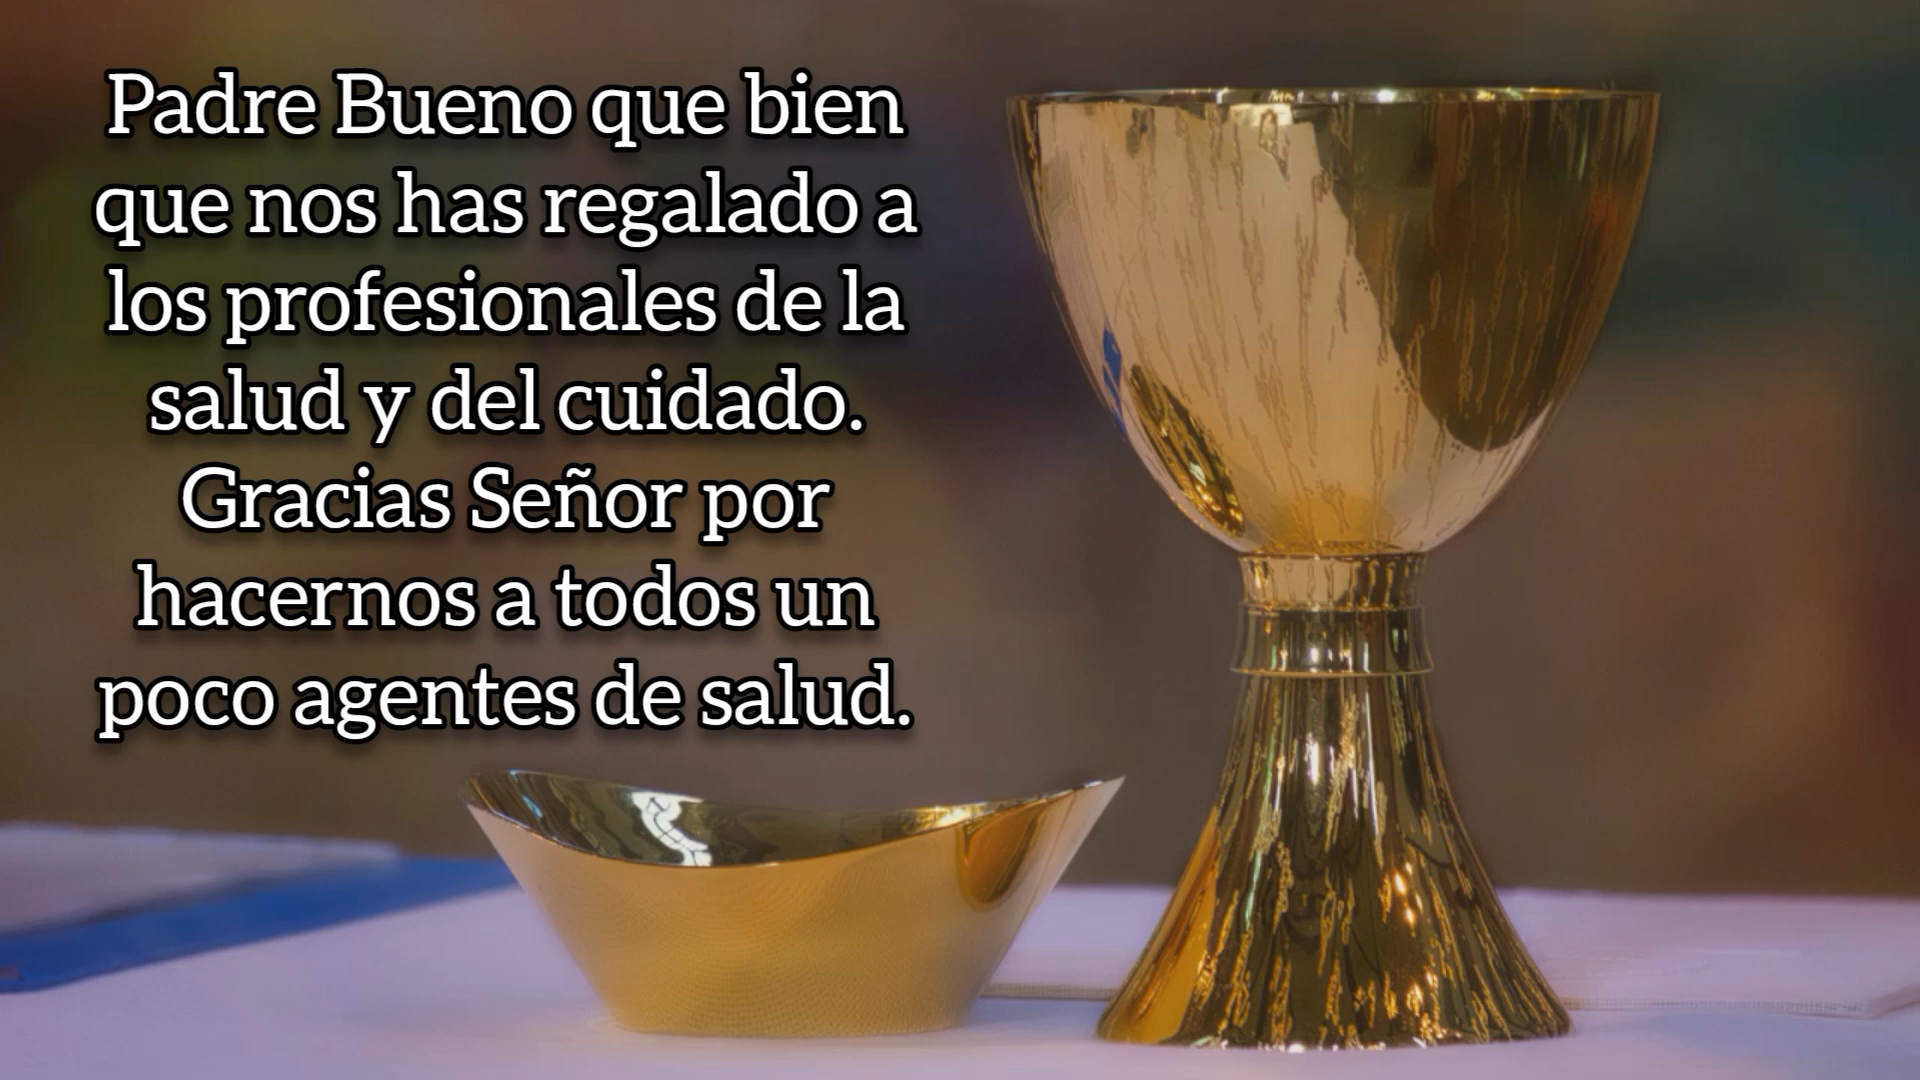 Padre Bueno que bien
que nos has regalado a
los profesionales de la
salud y del cuidado.
Gracias Señor por
hacernos a todos un
poco agentes de salud.